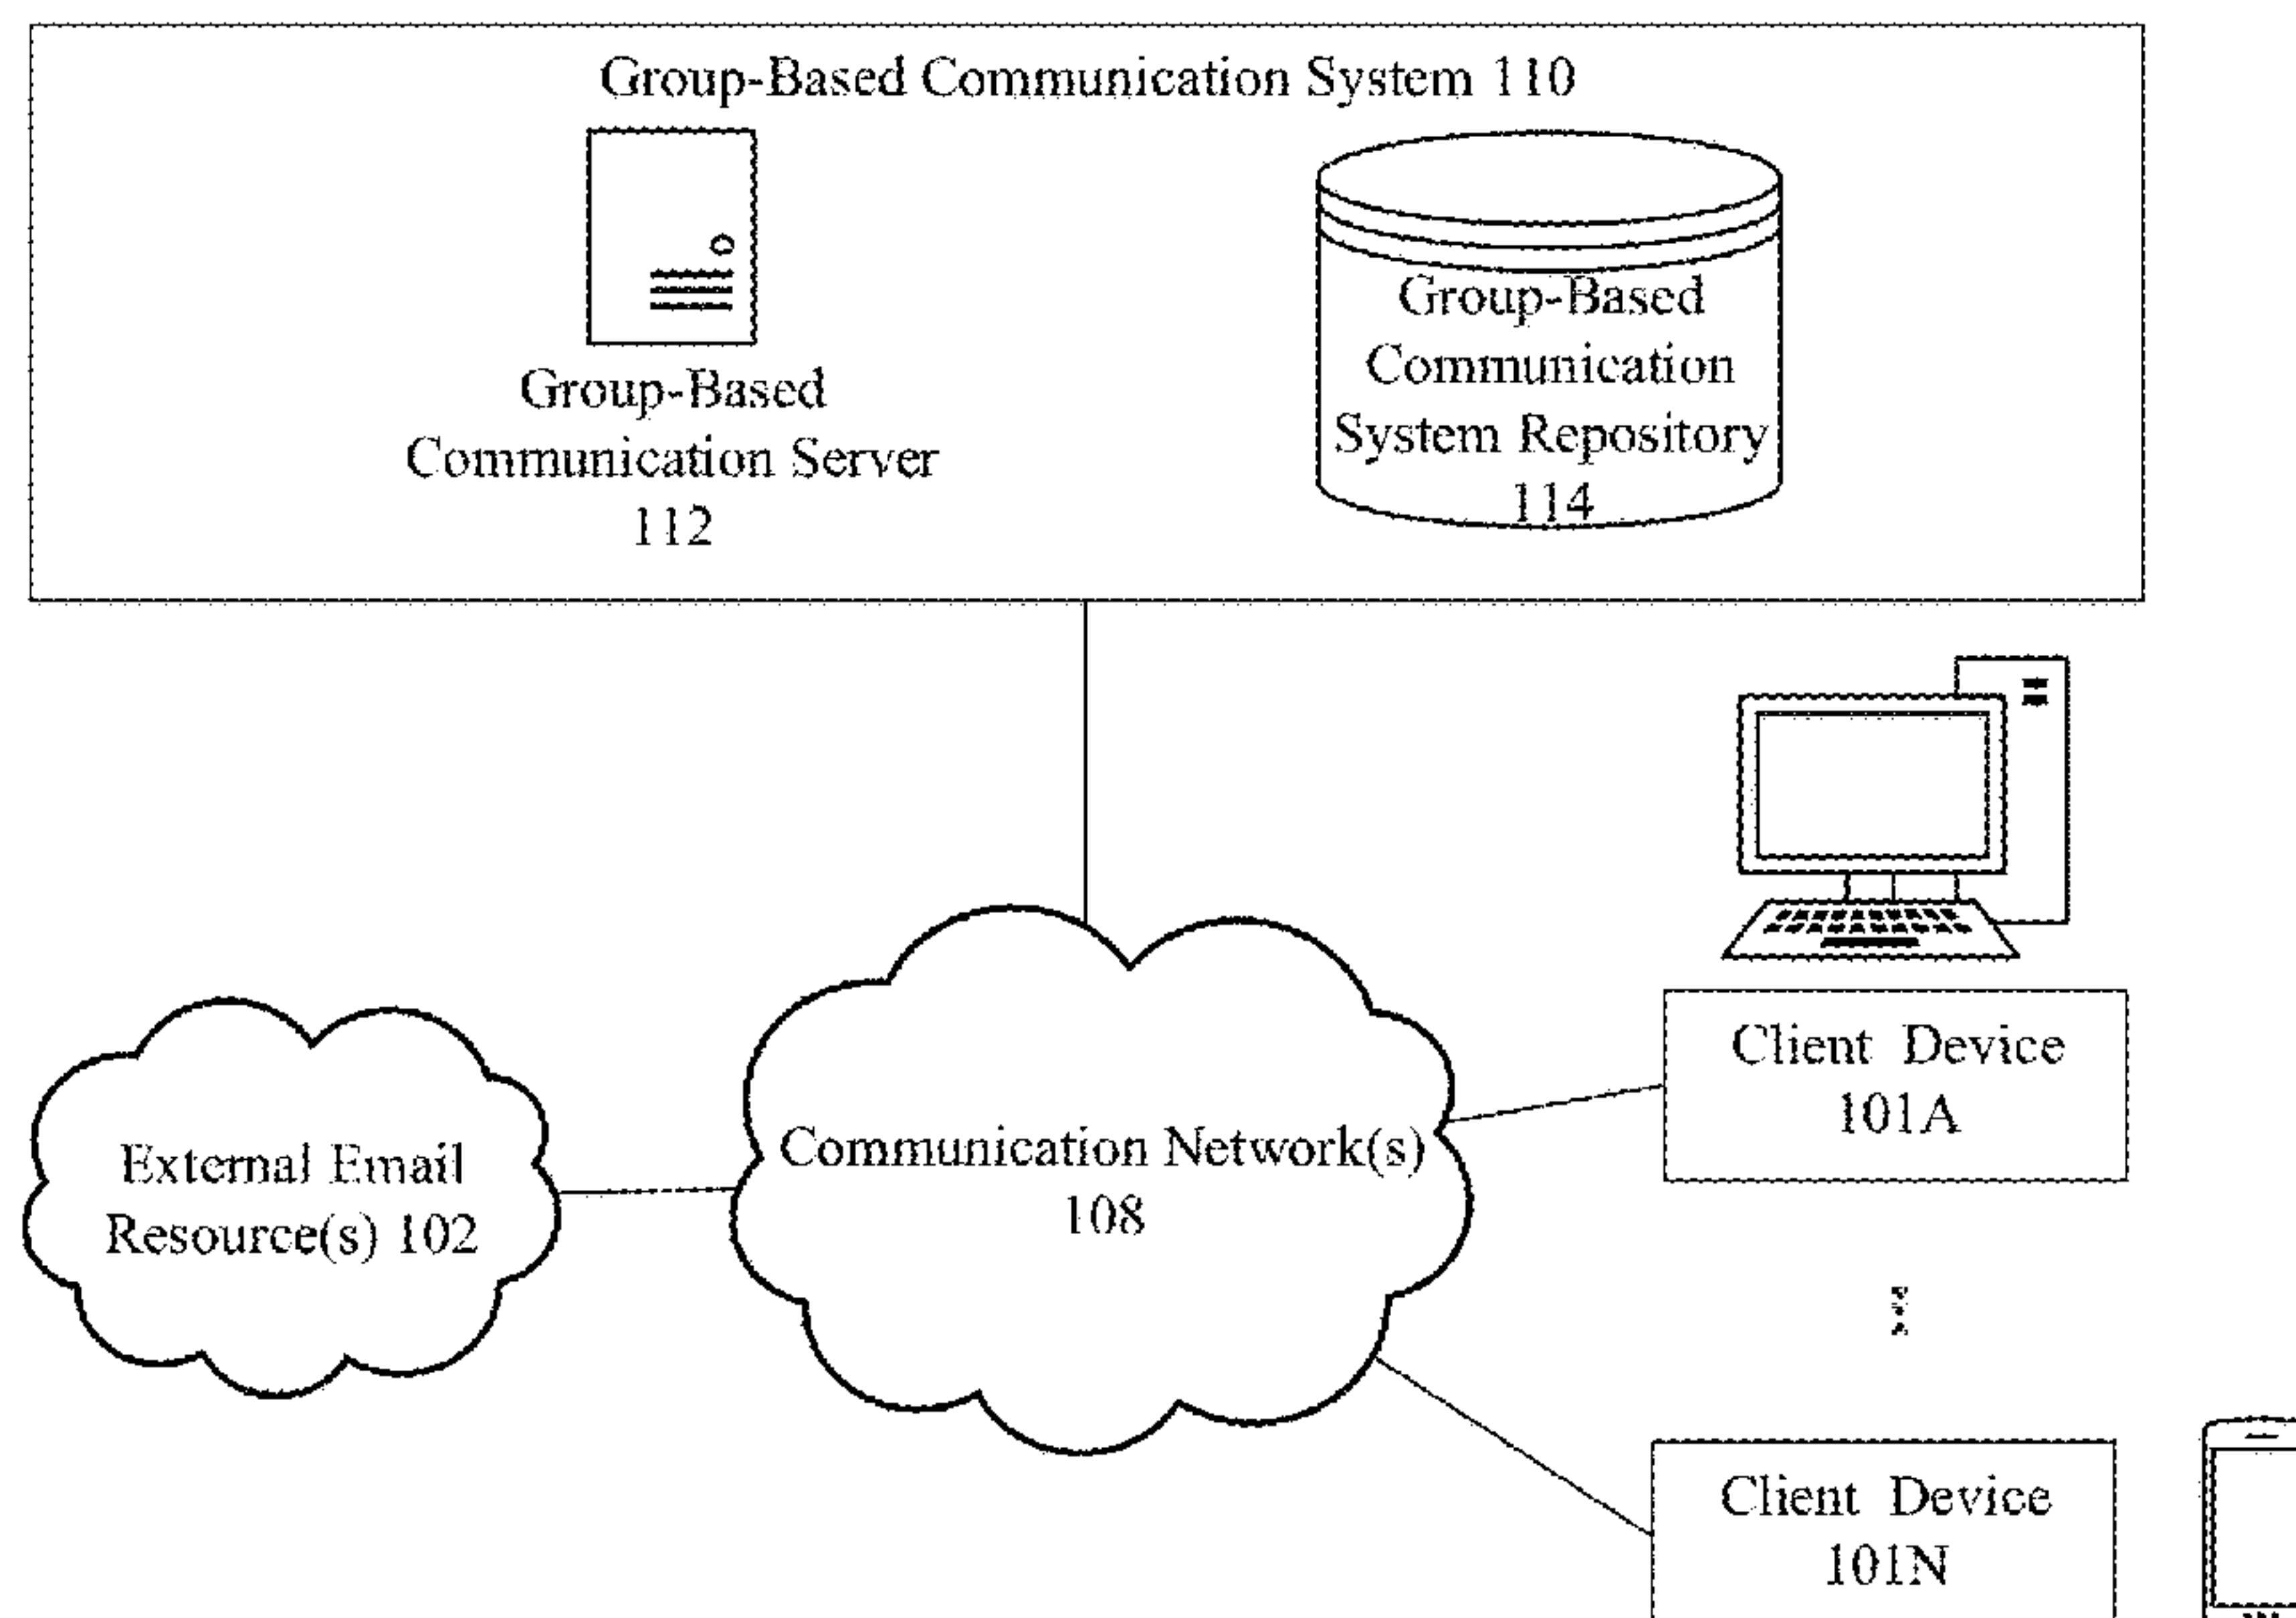 Group-Based Communication System 110
Group-Based
Communication Server
112
Group-Based
Communication
System Repository
114
External Email
Resource(s) 102
Communication Network(s)
108
Client Device
101A
Client Device
101N